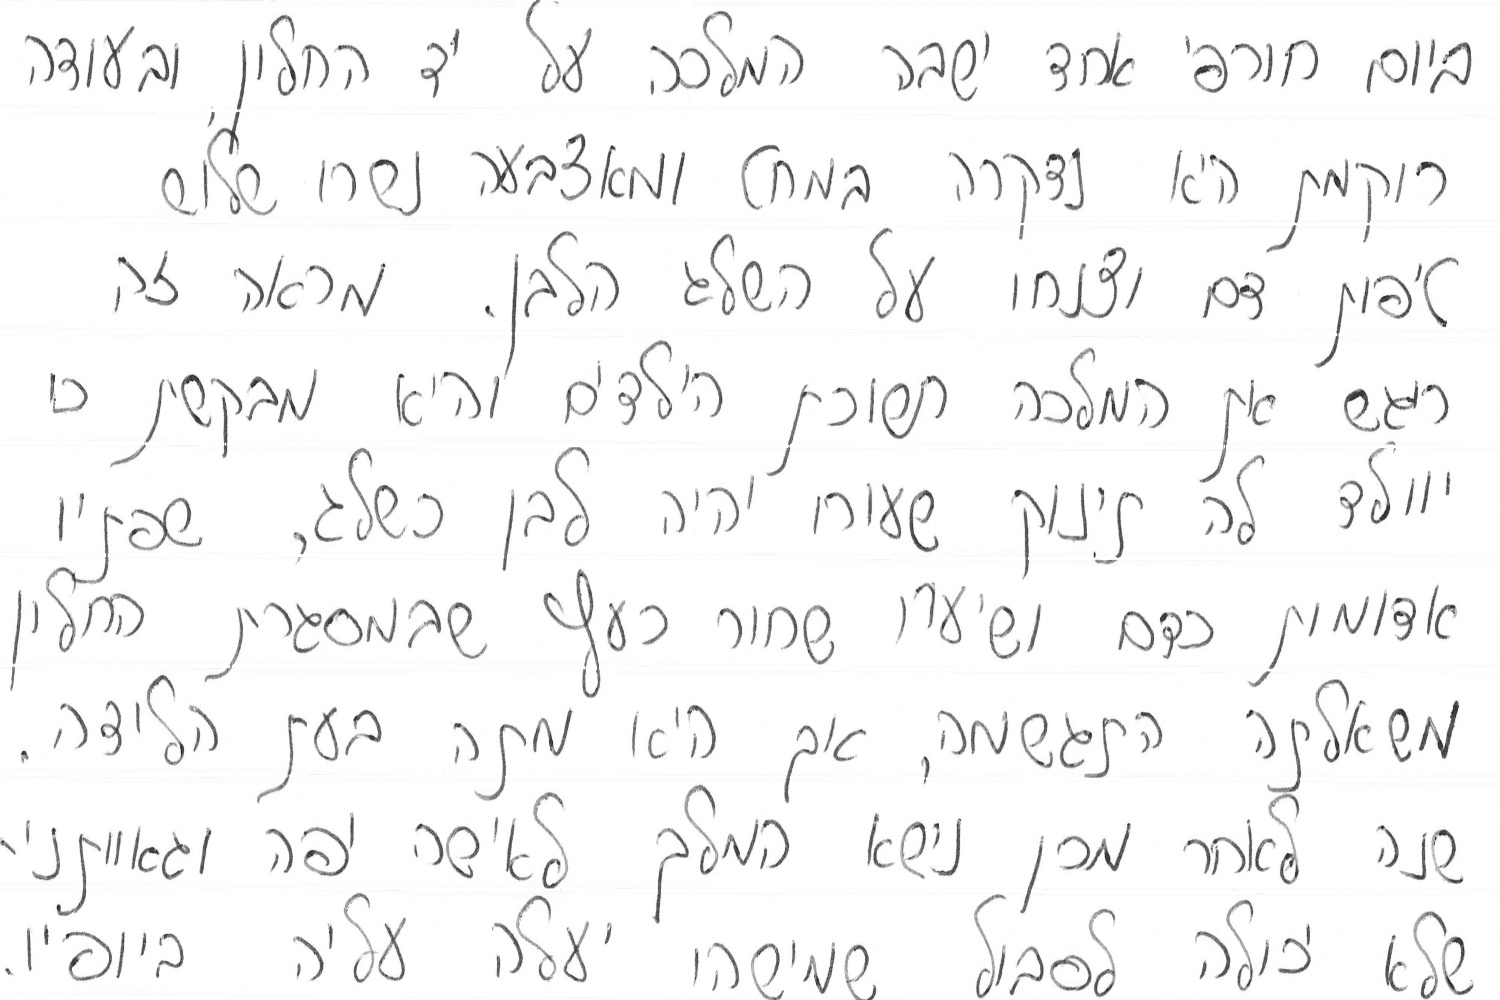 ביום חורפי אחד ישבה המלכה על יד החלון, ובעודה
רוקמת היא נדקרה במחט ומאצבעה נשרו שלוש
טיפות דם וצנחו על השלג הלבן. מראה זה
ריגש את המלכה חשוכת הילדים והיא מבקשת כי
יוולד לה תינוק שעורו יהיה לבן כשלג, שפתיו
אדומות כדם ושיערו שחור כעץ שבמסגרת החלון
משאלתה התגשמה, אך היא מתה בעת הלידה.
שנה לאחר מכן נישא המלך לאישה יפה וגאוותנית
שלא יכולה לסבול שמישהו יעלה עליה ביופיו.